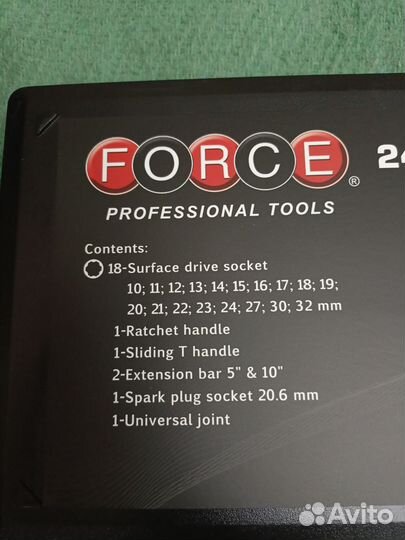 FORCE®
24
PROFESSIONAL TOOLS
Contents:
18-Surface drive socket
10; 11; 12; 13; 14; 15; 16; 17; 18; 19;
20; 21; 22; 23; 24; 27; 30; 32 mm
1-Ratchet handle
1-Sliding T handle
2-Extension bar 5" & 10"
1-Spark plug socket 20.6 mm
1-Universal joint
Avito